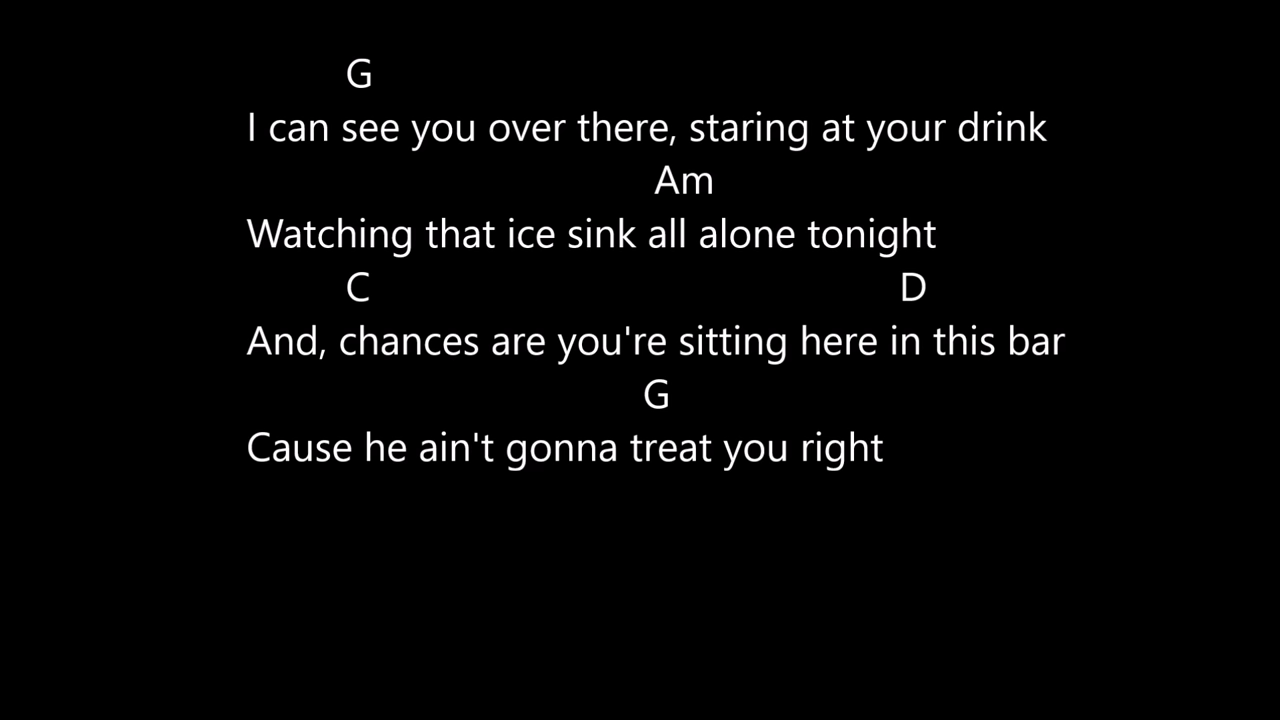 G
I can see you over there, staring at your drink
Am
Watching that ice sink all alone tonight
C D
And, chances are you're sitting here in this bar
G
Cause he ain't gonna treat you right